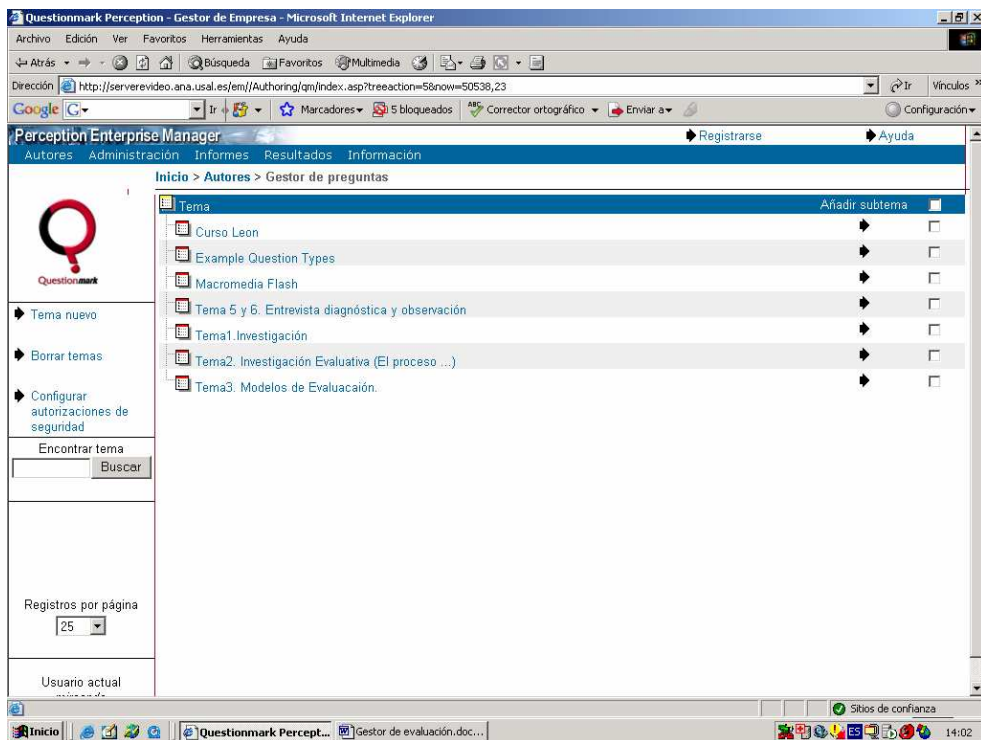 Questionmark Perception - Gestor de Empresa - Microsoft Internet Explorer
Archivo Edición Ver Favoritos Herramientas Ayuda
Atrás Búsqueda Favoritos Multimedia
Dirección http://serverevideo.ana.usal.es/em//Authoring/qm/index.asp?treeaction=5&now=50538,23 Ir Vínculos »
Google G Ir Marcadores 5 bloqueados ABC Corrector ortográfico Enviar a Configuración
Perception Enterprise Manager Registrarse Ayuda
Autores Administración Informes Resultados Información
Inicio > Autores > Gestor de preguntas
Tema Añadir subtema
Curso Leon
Example Question Types
Macromedia Flash
Tema 5 y 6. Entrevista diagnóstica y observación
Tema1.Investigación
Tema2. Investigación Evaluativa (El proceso ...)
Tema3. Modelos de Evaluacaión.
Questionmark
Tema nuevo
Borrar temas
Configurar
autorizaciones de
seguridad
Encontrar tema
Buscar
Registros por página
25
Usuario actual
Sitios de confianza
Inicio Questionmark Percept... Gestor de evaluación.doc... ES 14:02